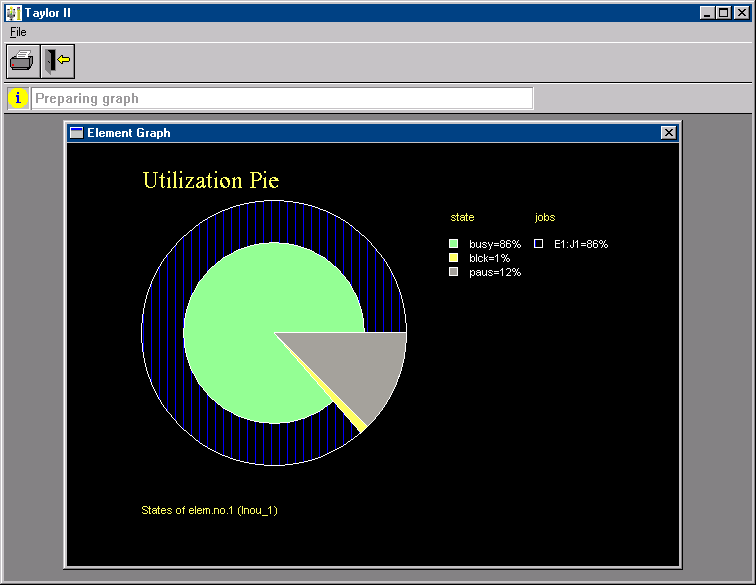 Taylor II
File
i Preparing graph
Element Graph
Utilization Pie
state jobs
busy=86% E1:J1=86%
blck=1%
paus=12%
States of elem.no.1 (Inou_1)